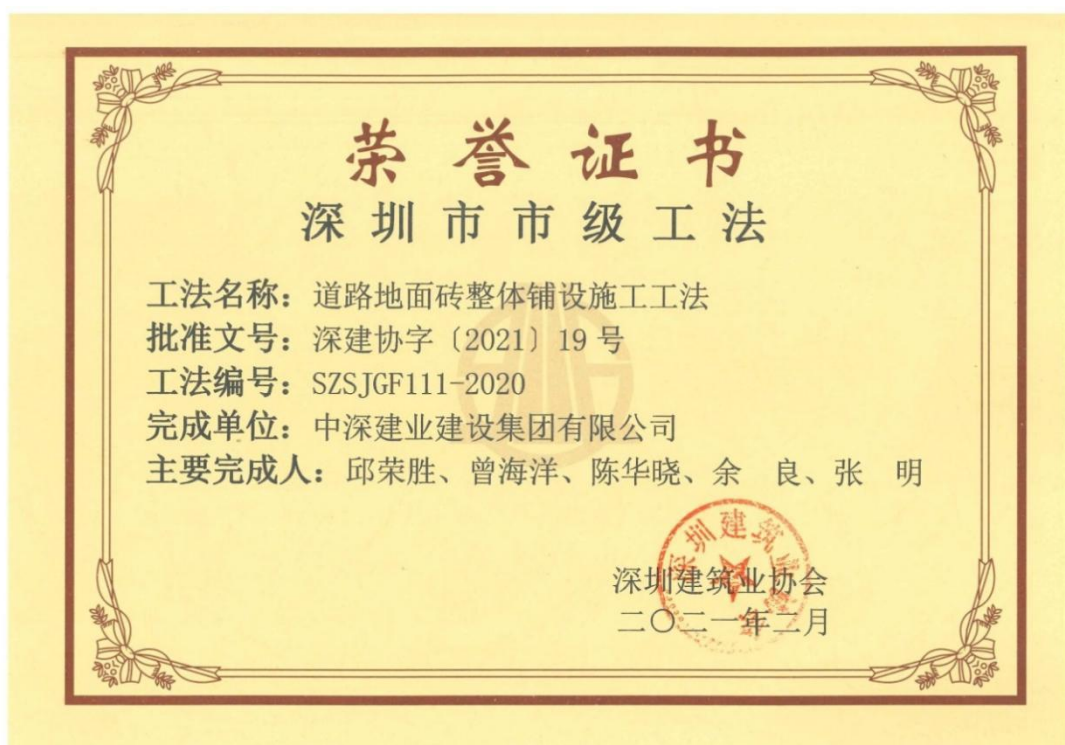 荣誉证书
深圳市市级工法
工法名称：道路地面砖整体铺设施工工法
批准文号：深建协字〔2021〕19号
工法编号：SZSJGF111-2020
完成单位：中深建业建设集团有限公司
主要完成人：邱荣胜、曾海洋、陈华晓、余　良、张　明
深圳建筑业协会
二〇二一年二月